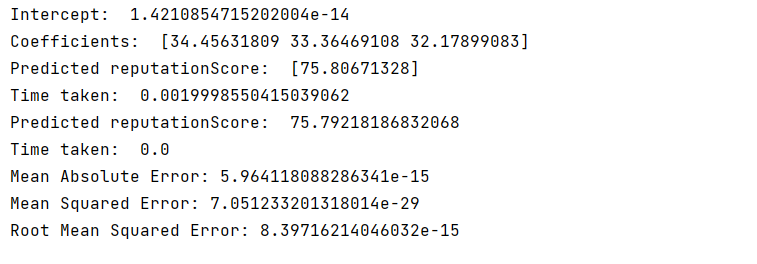 Intercept:  1.4210854715202004e-14
Coefficients:  [34.45631809 33.36469108 32.17899083]
Predicted reputationScore:  [75.80671328]
Time taken:  0.0019998550415039062
Predicted reputationScore:  75.79218186832068
Time taken:  0.0
Mean Absolute Error: 5.964118088286341e-15
Mean Squared Error: 7.051233201318014e-29
Root Mean Squared Error: 8.39716214046032e-15